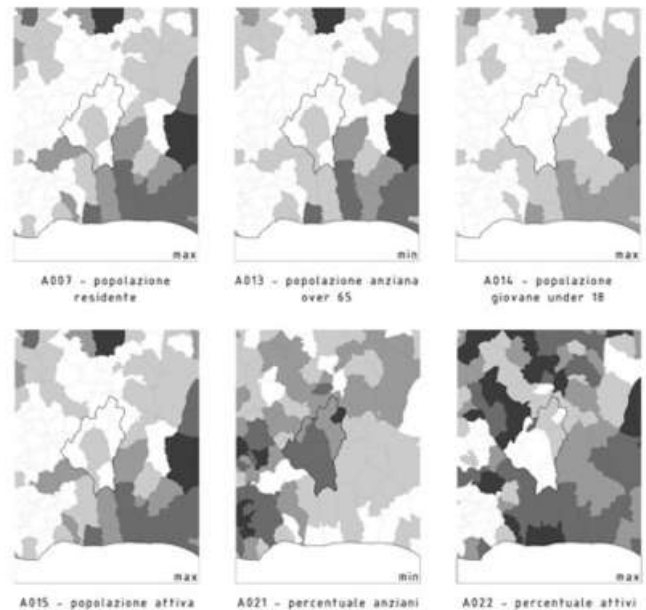 max
min
max
A007 - popolazione residente
A013 - popolazione anziana over 65
A014 - popolazione giovane under 18
max
min
max
A015 - popolazione attiva
A021 - percentuale anziani
A022 - percentuale attivi